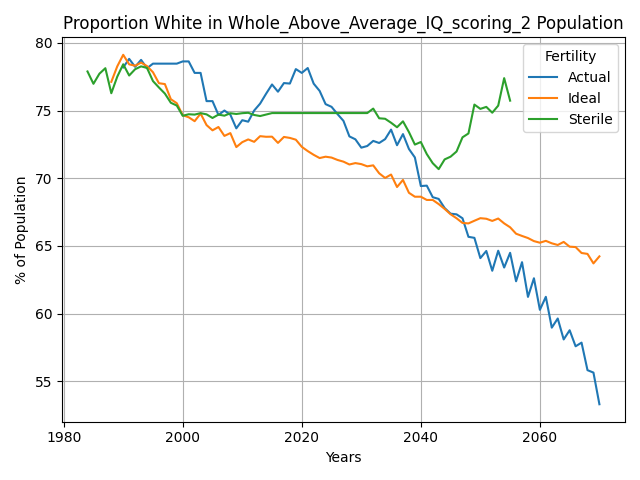 Proportion White in Whole_Above_Average_IQ_scoring_2 Population
Fertility
Actual
Ideal
Sterile
% of Population
80
75
70
65
60
55
1980
2000
2020
2040
2060
Years